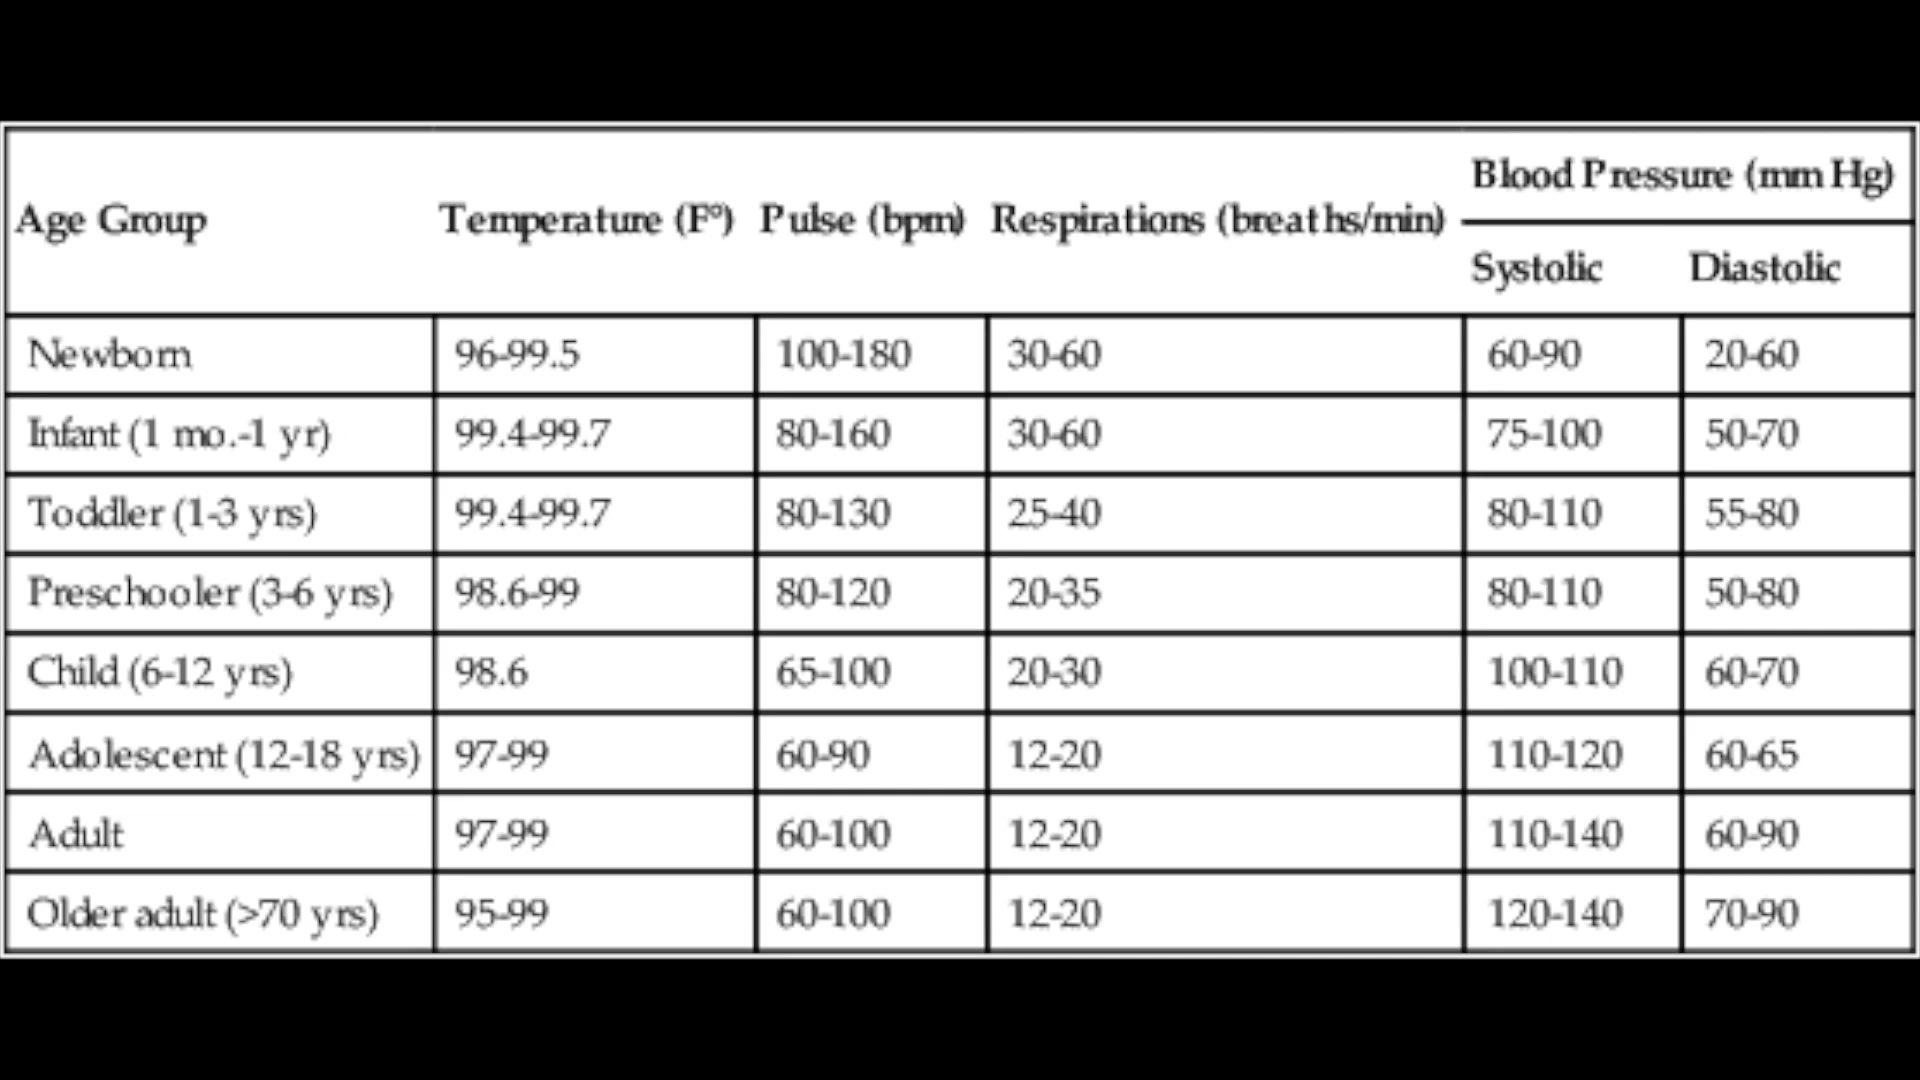 Age Group Temperature (F°) Pulse (bpm) Respirations (breaths/min) Blood Pressure (mm Hg)
Systolic Diastolic
Newborn 96-99.5 100-180 30-60 60-90 20-60
Infant (1 mo.-1 yr) 99.4-99.7 80-160 30-60 75-100 50-70
Toddler (1-3 yrs) 99.4-99.7 80-130 25-40 80-110 55-80
Preschooler (3-6 yrs) 98.6-99 80-120 20-35 80-110 50-80
Child (6-12 yrs) 98.6 65-100 20-30 100-110 60-70
Adolescent (12-18 yrs) 97-99 60-90 12-20 110-120 60-65
Adult 97-99 60-100 12-20 110-140 60-90
Older adult (>70 yrs) 95-99 60-100 12-20 120-140 70-90